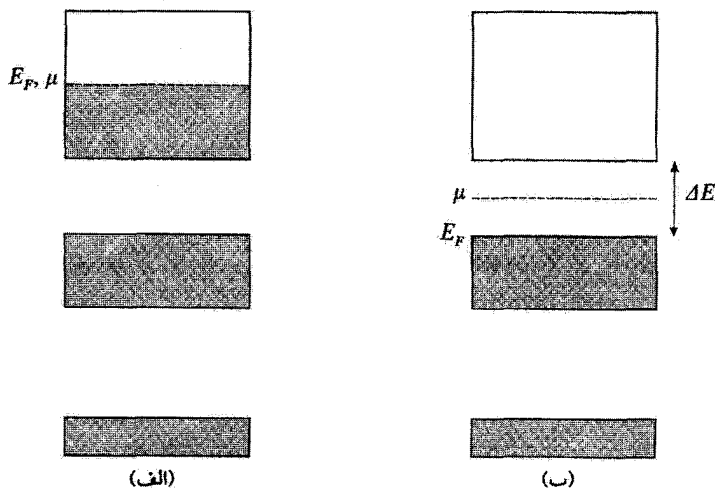 E_F, μ
μ
ΔE
E_F
(الف)
(ب)